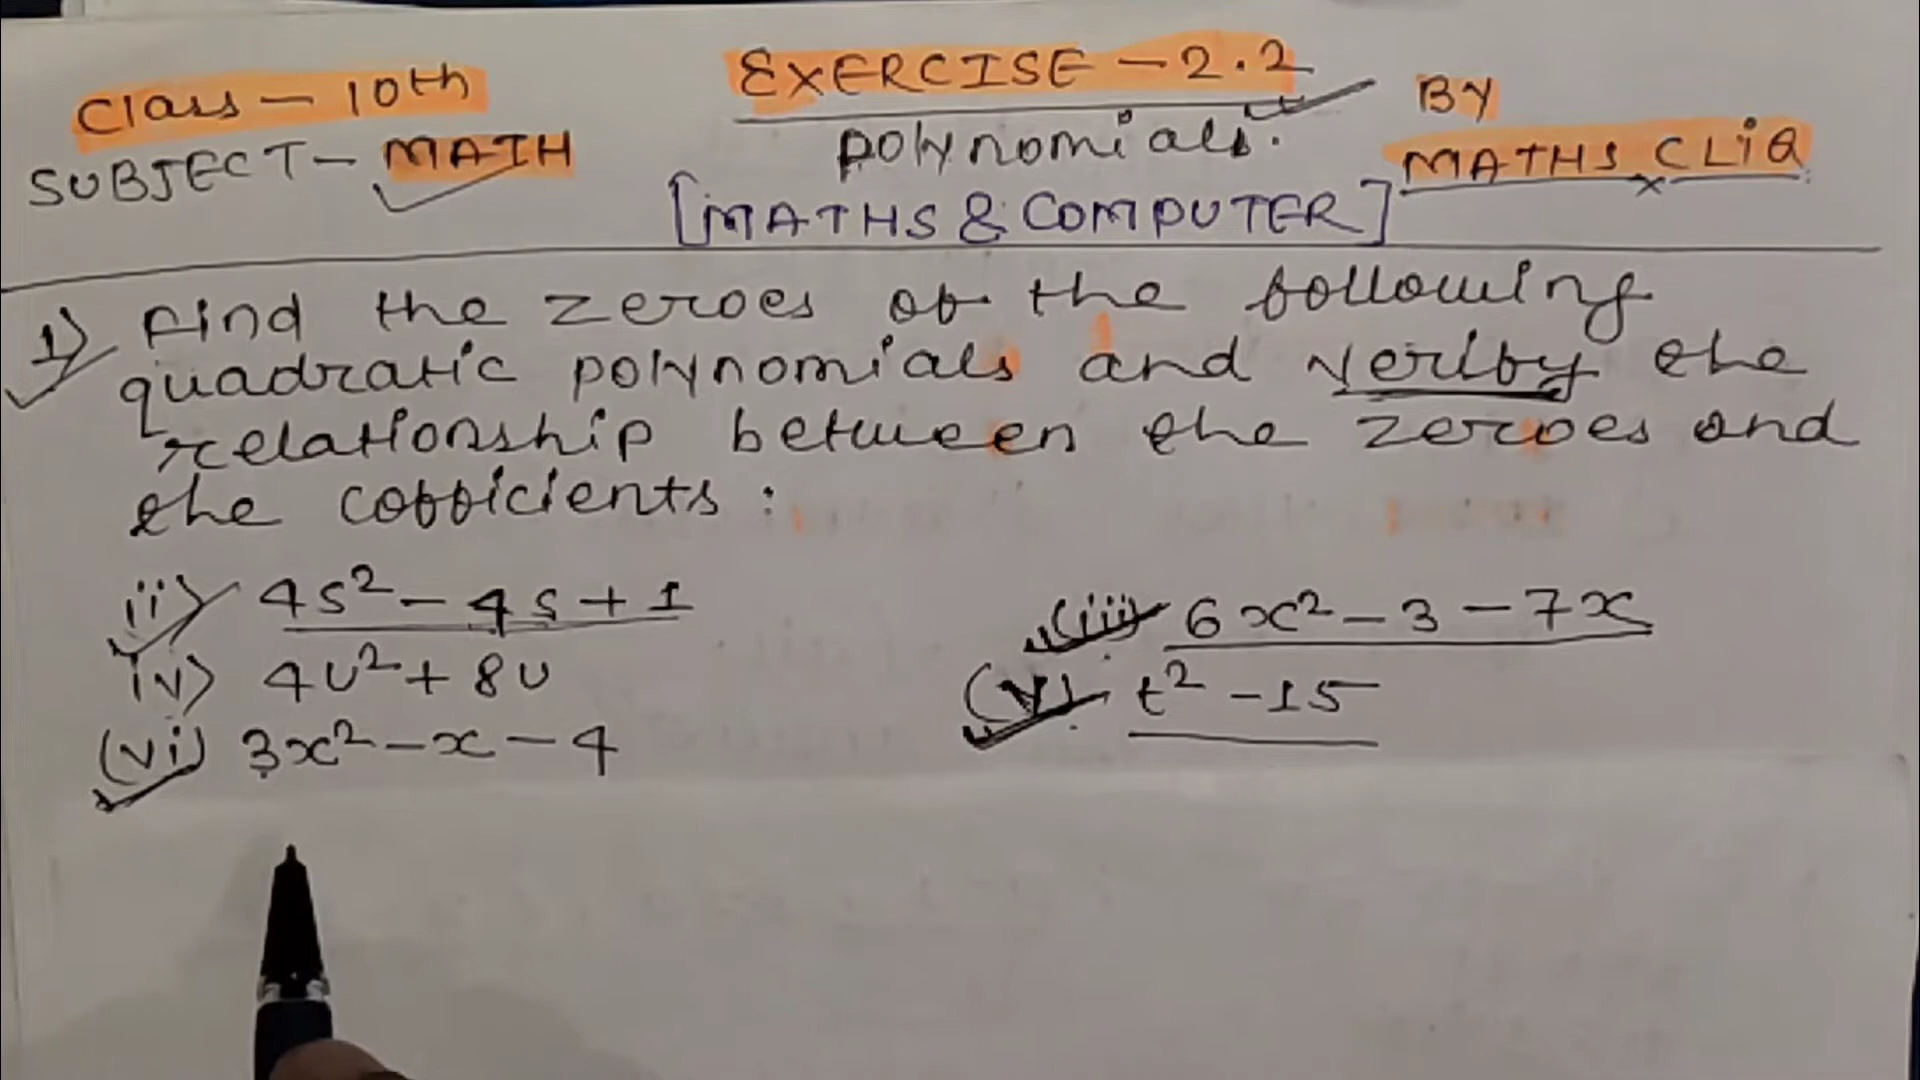 Class - 10th
EXERCISE - 2.2
BY
SUBJECT - MATH
Polynomials.
MATHS CLiQ
[MATHS & COMPUTER]
1) Find the zeroes of the following
quadratic polynomials and verify the
relationship between the zeroes and
the cofficients :
ii) 4s² - 4s + 1
(iii) 6x² - 3 - 7x
iv) 4u² + 8u
(v) t² - 15
(vi) 3x² - x - 4